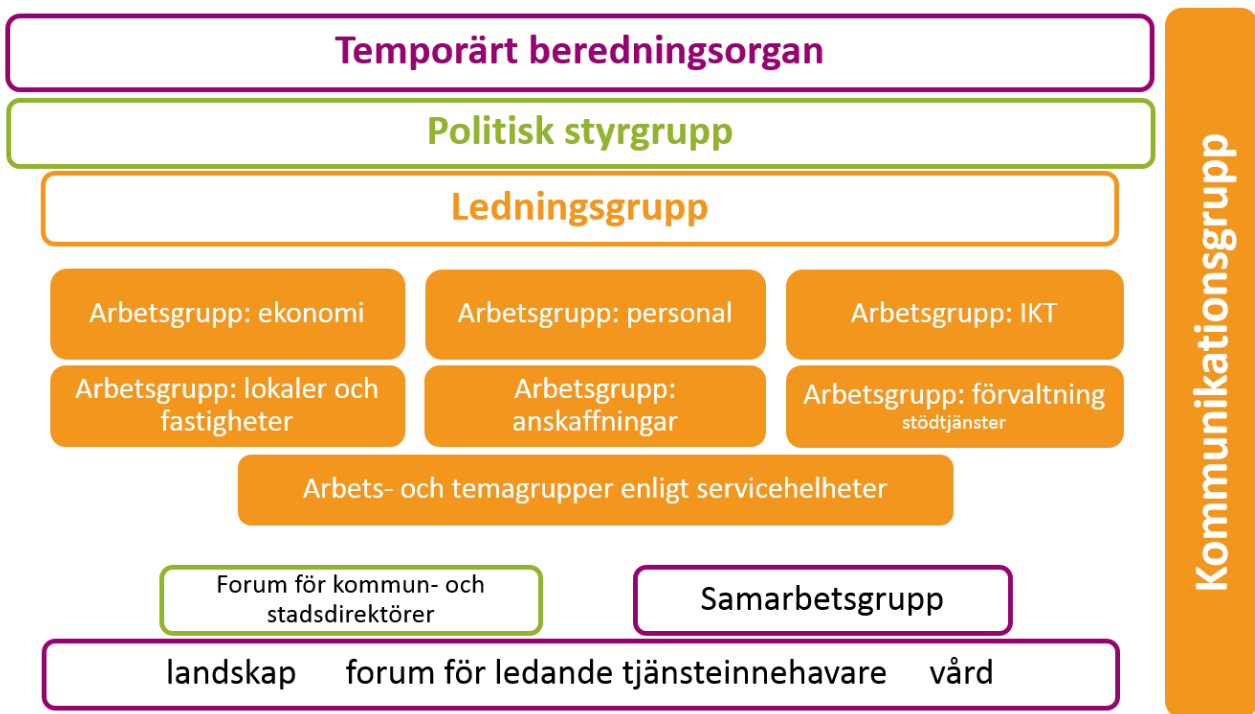 Temporärt beredningsorgan
Politisk styrgrupp
Ledningsgrupp
Arbetsgrupp: ekonomi
Arbetsgrupp: personal
Arbetsgrupp: IKT
Arbetsgrupp: lokaler och
fastigheter
Arbetsgrupp:
anskaffningar
Arbetsgrupp: förvaltning
stödtjänster
Arbets- och temagrupper enligt servicehelheter
Forum för kommun- och
stadsdirektörer
Samarbetsgrupp
landskap forum för ledande tjänsteinnehavare vård
Kommunikationsgrupp